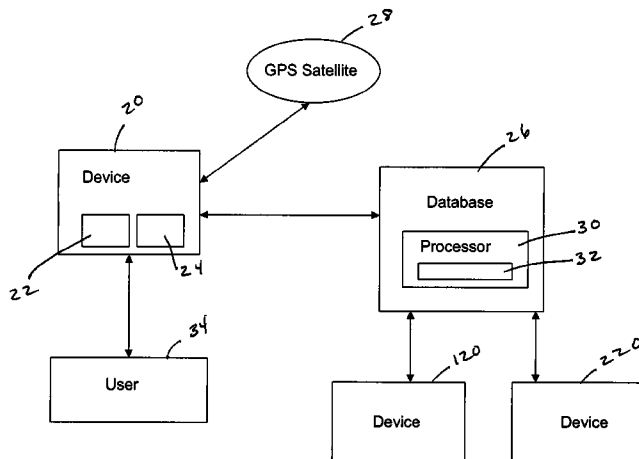 28
GPS Satellite
20
Device
22
24
26
Database
Processor
30
32
34
User
120
Device
220
Device